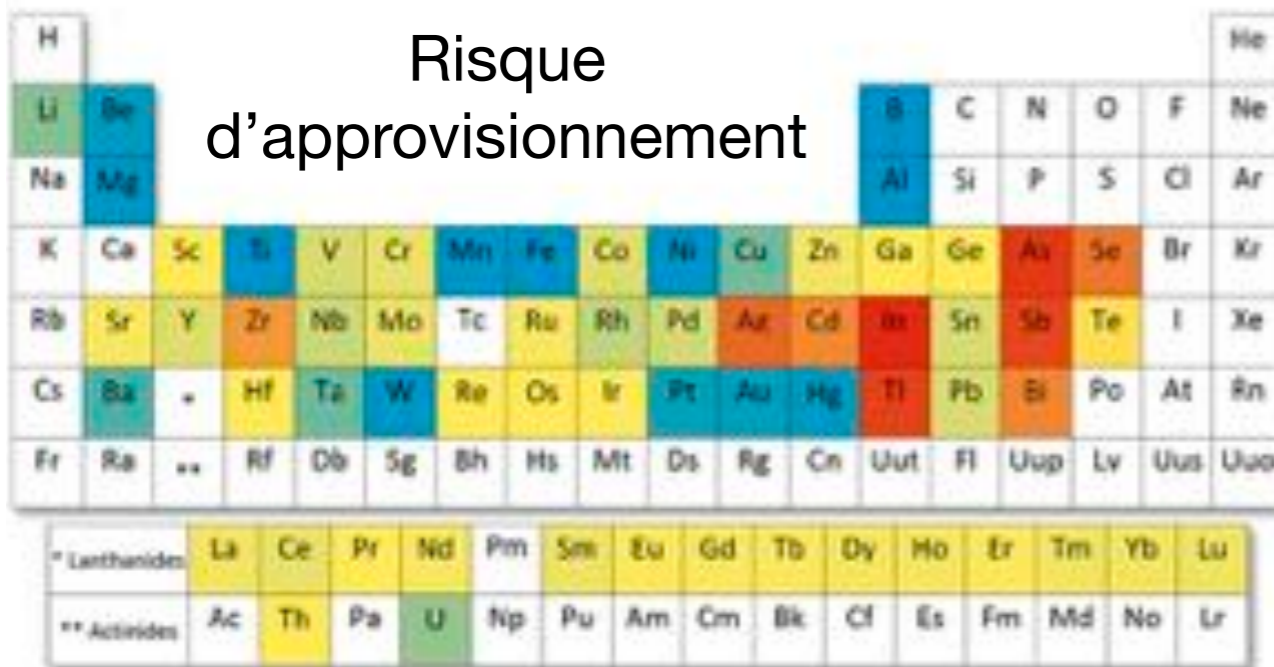 Risque
d'approvisionnement
H He
Li Be B C N O F Ne
Na Mg Al Si P S Cl Ar
K Ca Sc Ti V Cr Mn Fe Co Ni Cu Zn Ga Ge As Se Br Kr
Rb Sr Y Zr Nb Mo Tc Ru Rh Pd Cd In Sn Sb Te I Xe
Cs Ba * Hf Ta W Re Os Ir Pt Au Hg Tl Pb Bi Po At Rn
Fr Ra ** Rf Db Sg Bh Hs Mt Ds Rg Cn Uut Fl Uup Lv Uus Uuo
* Lanthanides La Ce Pr Nd Pm Sm Eu Gd Tb Dy Ho Er Tm Yb Lu
** Actinides Ac Th Pa U Np Pu Am Cm Bk Cf Es Fm Md No Lr